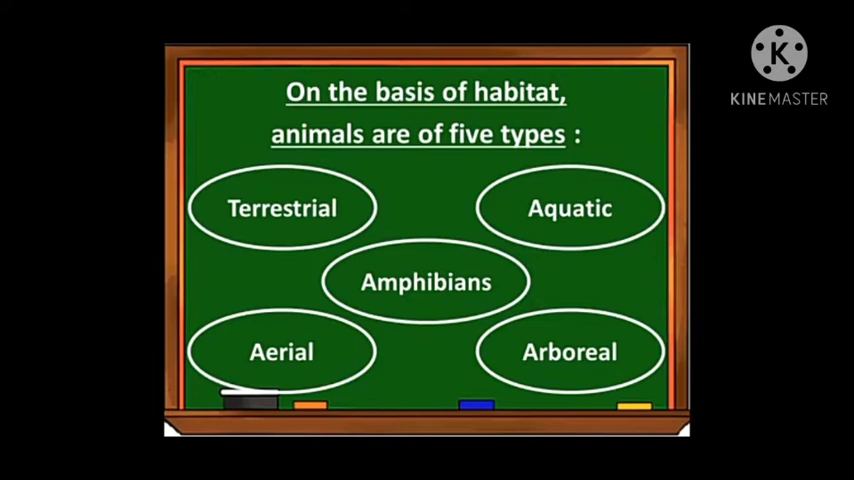 On the basis of habitat,
animals are of five types :
Terrestrial
Aquatic
Amphibians
Aerial
Arboreal
K
KINEMASTER